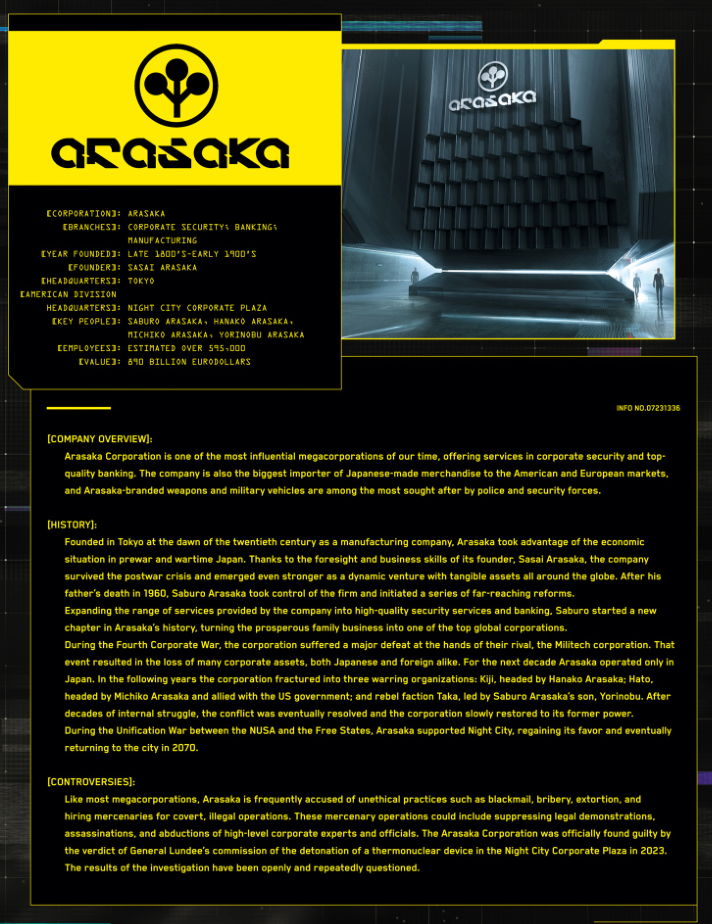 arasaka
arasaka
[CORPORATION]: ARASAKA
[BRANCHES]: CORPORATE SECURITY; BANKING;
MANUFACTURING
[YEAR FOUNDED]: LATE 1800'S-EARLY 1900'S
[FOUNDER]: SASAI ARASAKA
[HEADQUARTERS]: TOKYO
[AMERICAN DIVISION
HEADQUARTERS]: NIGHT CITY CORPORATE PLAZA
[KEY PEOPLE]: SABURO ARASAKA, HANAKO ARASAKA,
MICHIKO ARASAKA, YORINOBU ARASAKA
[EMPLOYEES]: ESTIMATED OVER 595,000
[VALUE]: 890 BILLION EURODOLLARS
INFO NO.07231336
[COMPANY OVERVIEW]:
Arasaka Corporation is one of the most influential megacorporations of our time, offering services in corporate security and top-
quality banking. The company is also the biggest importer of Japanese-made merchandise to the American and European markets,
and Arasaka-branded weapons and military vehicles are among the most sought after by police and security forces.
[HISTORY]:
Founded in Tokyo at the dawn of the twentieth century as a manufacturing company, Arasaka took advantage of the economic
situation in prewar and wartime Japan. Thanks to the foresight and business skills of its founder, Sasai Arasaka, the company
survived the postwar crisis and emerged even stronger as a dynamic venture with tangible assets all around the globe. After his
father's death in 1960, Saburo Arasaka took control of the firm and initiated a series of far-reaching reforms.
Expanding the range of services provided by the company into high-quality security services and banking, Saburo started a new
chapter in Arasaka's history, turning the prosperous family business into one of the top global corporations.
During the Fourth Corporate War, the corporation suffered a major defeat at the hands of their rival, the Militech corporation. That
event resulted in the loss of many corporate assets, both Japanese and foreign alike. For the next decade Arasaka operated only in
Japan. In the following years the corporation fractured into three warring organizations: Kiji, headed by Hanako Arasaka; Hato,
headed by Michiko Arasaka and allied with the US government; and rebel faction Taka, led by Saburo Arasaka's son, Yorinobu. After
decades of internal struggle, the conflict was eventually resolved and the corporation slowly restored to its former power.
During the Unification War between the NUSA and the Free States, Arasaka supported Night City, regaining its favor and eventually
returning to the city in 2070.
[CONTROVERSIES]:
Like most megacorporations, Arasaka is frequently accused of unethical practices such as blackmail, bribery, extortion, and
hiring mercenaries for covert, illegal operations. These mercenary operations could include suppressing legal demonstrations,
assassinations, and abductions of high-level corporate experts and officials. The Arasaka Corporation was officially found guilty by
the verdict of General Lundee's commission of the detonation of a thermonuclear device in the Night City Corporate Plaza in 2023.
The results of the investigation have been openly and repeatedly questioned.